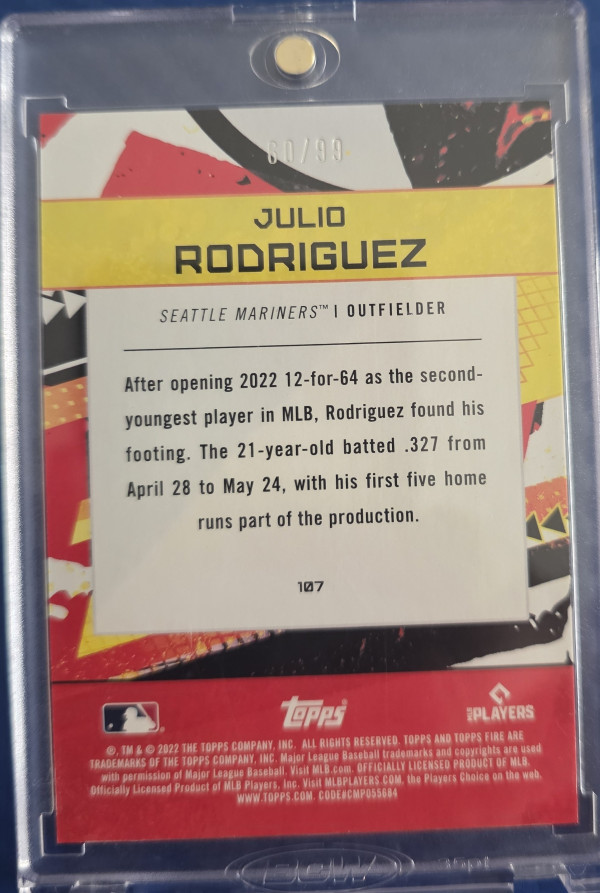 60/99
JULIO
RODRIGUEZ
SEATTLE MARINERS™ | OUTFIELDER
After opening 2022 12-for-64 as the second-
youngest player in MLB, Rodriguez found his
footing. The 21-year-old batted .327 from
April 28 to May 24, with his first five home
runs part of the production.
107
Topps
MLB PLAYERS
®, TM & © 2022 THE TOPPS COMPANY, INC. ALL RIGHTS RESERVED. TOPPS AND TOPPS FIRE ARE
TRADEMARKS OF THE TOPPS COMPANY, INC. Major League Baseball trademarks and copyrights are used
with permission of Major League Baseball. Visit MLB.com. OFFICIALLY LICENSED PRODUCT OF MLB.
Officially Licensed Product of MLB Players, Inc. Visit MLBPLAYERS.COM, the Players Choice on the web.
WWW.TOPPS.COM. CODE#CMP055684
BCW 35pt